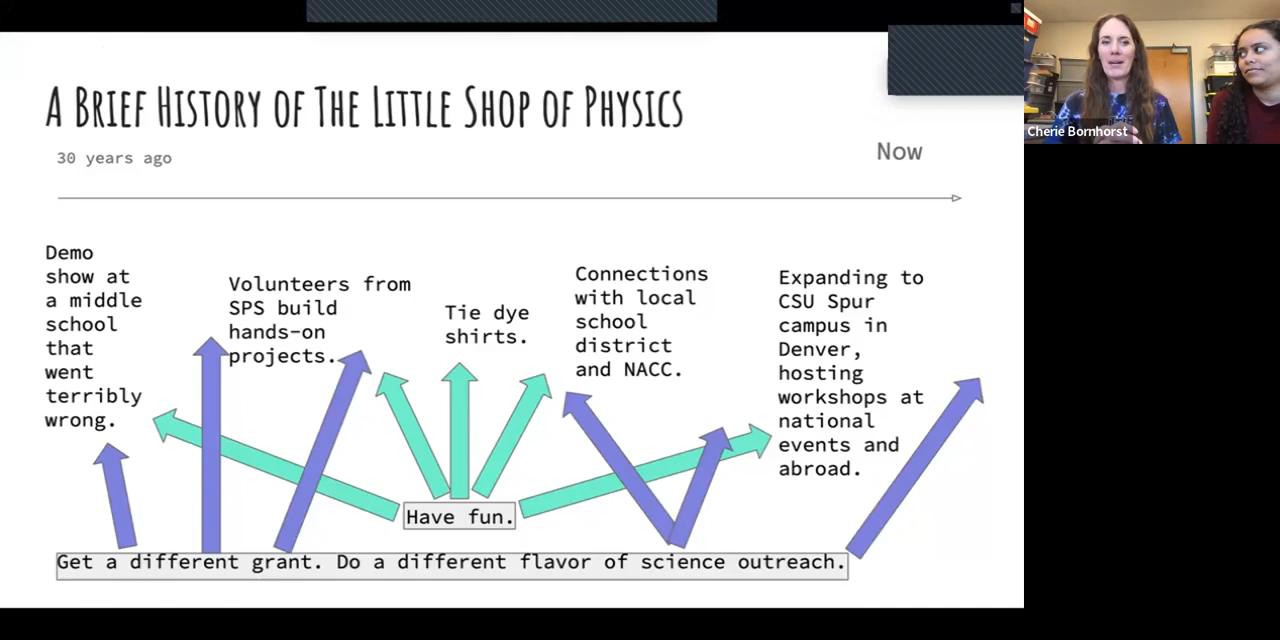 A Brief History of The Little Shop of Physics
30 years ago
Now
Demo
show at
a middle
school
that
went
terribly
wrong.
Volunteers from
SPS build
hands-on
projects.
Tie dye
shirts.
Connections
with local
school
district
and NACC.
Expanding to
CSU Spur
campus in
Denver,
hosting
workshops at
national
events and
abroad.
Have fun.
Get a different grant. Do a different flavor of science outreach.
Cherie Bornhorst